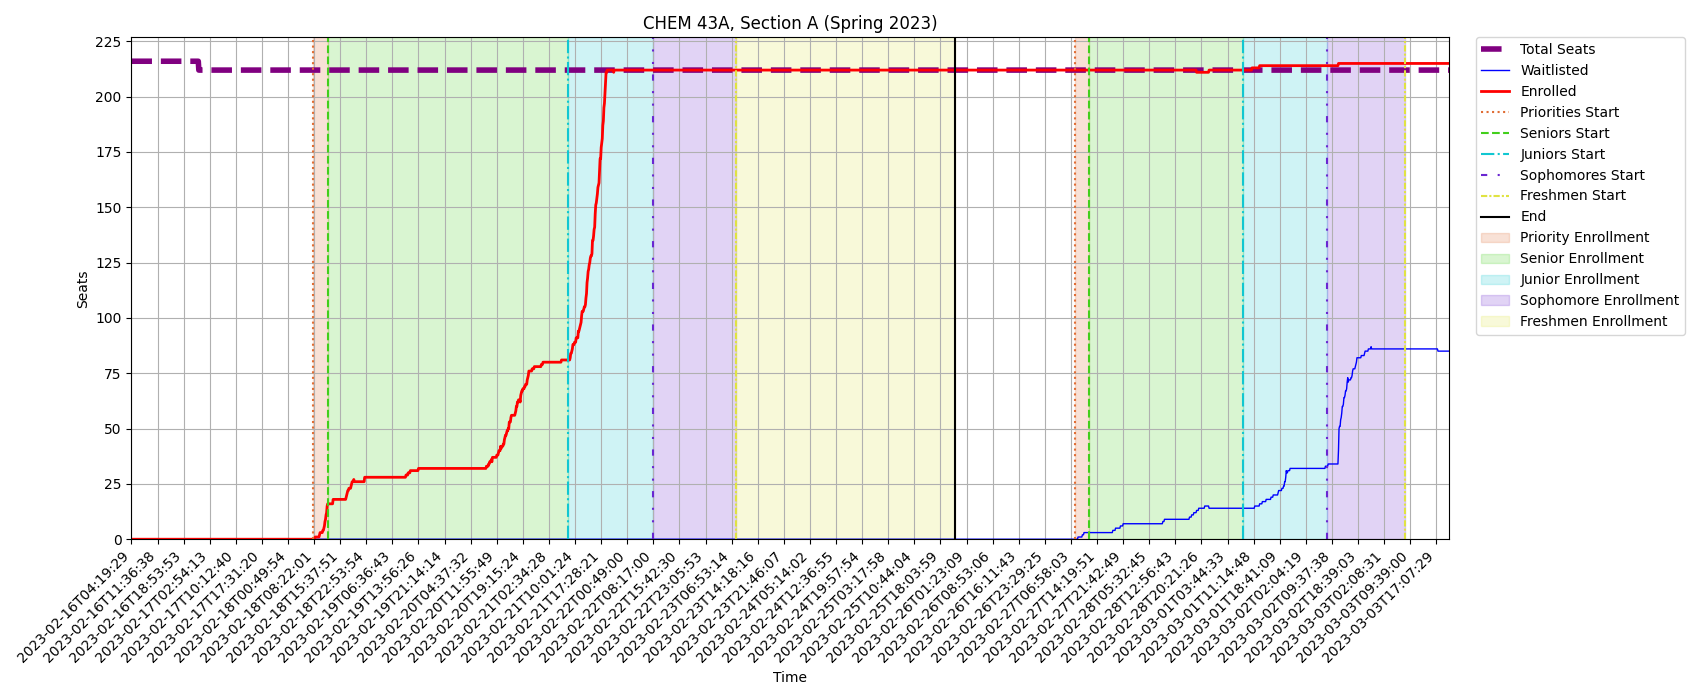 CHEM 43A, Section A (Spring 2023)
225
200
175
150
125
100
75
50
25
0
Seats
2023-02-16T04:19:29
2023-02-16T11:36:38
2023-02-16T18:53:53
2023-02-17T02:54:13
2023-02-17T10:12:40
2023-02-17T17:31:20
2023-02-18T00:49:54
2023-02-18T08:22:01
2023-02-18T15:37:51
2023-02-18T22:53:54
2023-02-19T06:36:43
2023-02-19T13:56:26
2023-02-19T21:14:14
2023-02-20T04:37:32
2023-02-20T11:55:49
2023-02-20T19:15:24
2023-02-21T02:34:28
2023-02-21T10:01:24
2023-02-21T17:28:21
2023-02-22T00:49:00
2023-02-22T08:17:00
2023-02-22T15:42:30
2023-02-22T23:05:53
2023-02-23T06:53:14
2023-02-23T14:18:16
2023-02-23T21:46:07
2023-02-24T05:14:02
2023-02-24T12:36:55
2023-02-24T19:57:54
2023-02-25T03:17:58
2023-02-25T10:44:04
2023-02-25T18:03:59
2023-02-26T01:23:09
2023-02-26T08:53:06
2023-02-26T16:11:43
2023-02-26T23:29:25
2023-02-27T06:58:03
2023-02-27T14:19:51
2023-02-27T21:42:49
2023-02-28T05:32:45
2023-02-28T12:56:43
2023-02-28T20:21:26
2023-03-01T03:44:33
2023-03-01T11:14:48
2023-03-01T18:41:09
2023-03-02T02:04:19
2023-03-02T09:37:38
2023-03-02T18:39:03
2023-03-03T02:08:31
2023-03-03T09:39:00
2023-03-03T17:07:29
Time
Total Seats
Waitlisted
Enrolled
Priorities Start
Seniors Start
Juniors Start
Sophomores Start
Freshmen Start
End
Priority Enrollment
Senior Enrollment
Junior Enrollment
Sophomore Enrollment
Freshmen Enrollment